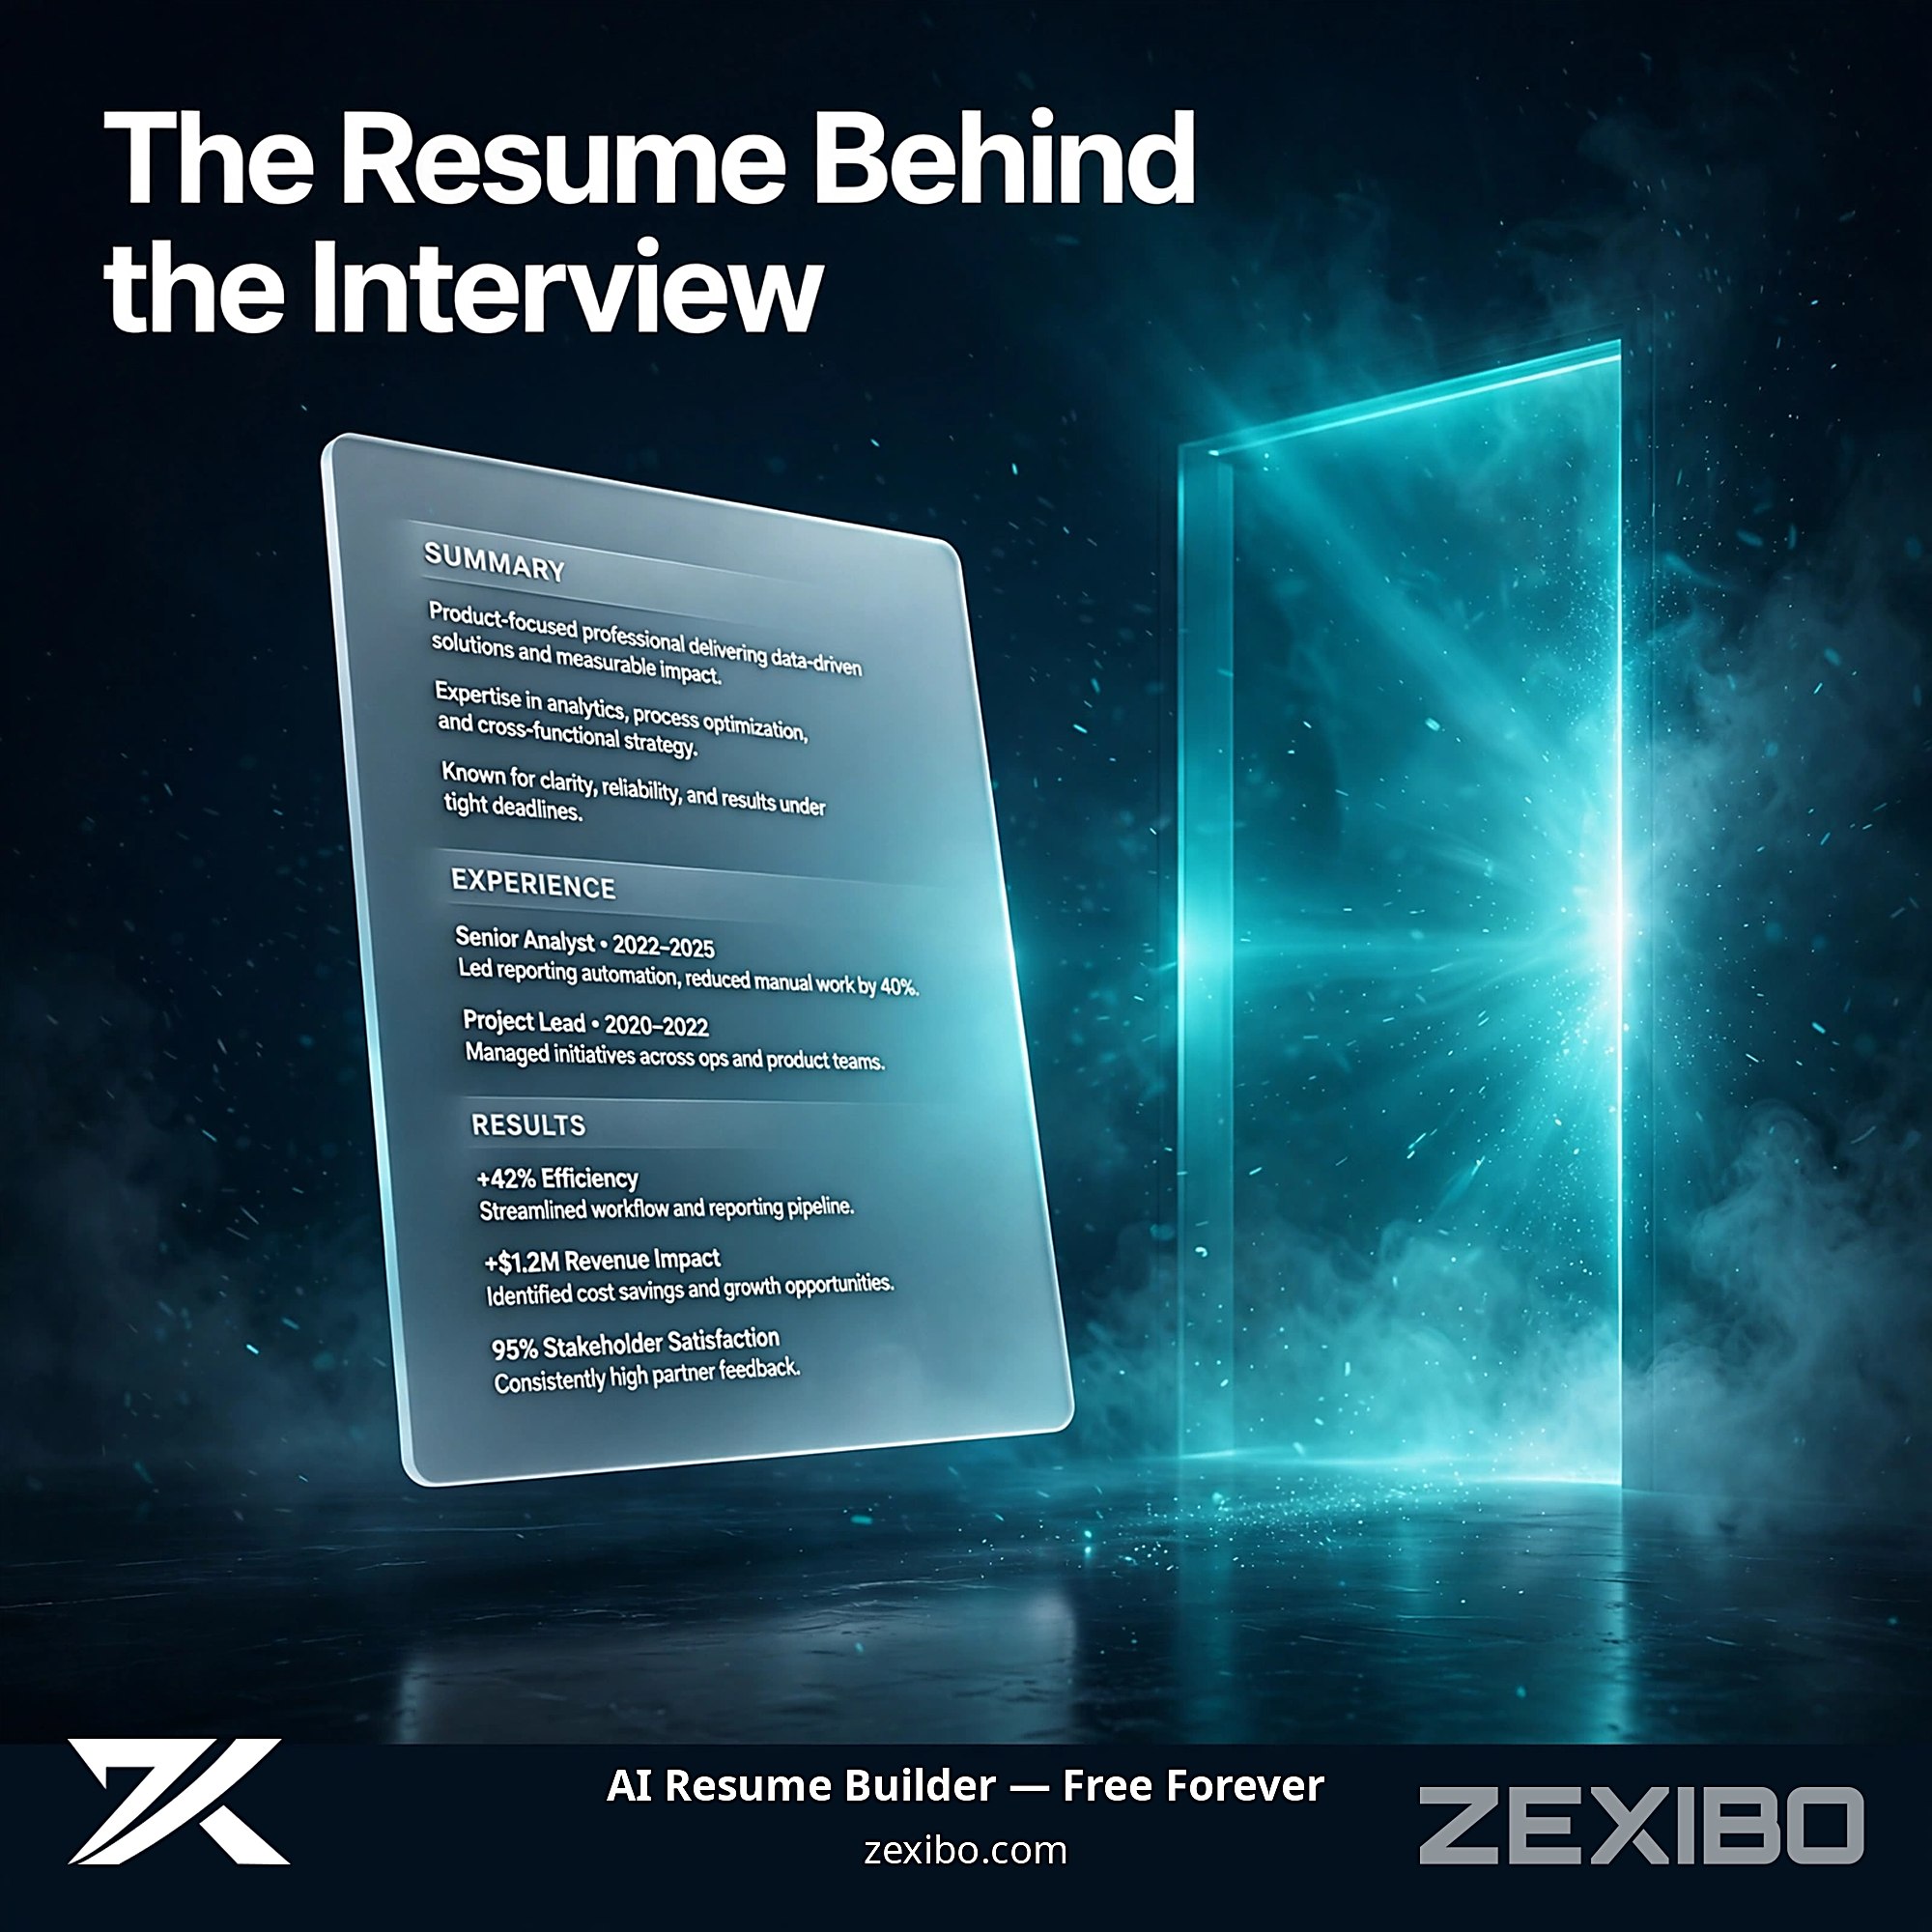 The Resume Behind
the Interview
SUMMARY
Product-focused professional delivering data-driven
solutions and measurable impact.
Expertise in analytics, process optimization,
and cross-functional strategy.
Known for clarity, reliability, and results under
tight deadlines.
EXPERIENCE
Senior Analyst • 2022–2025
Led reporting automation, reduced manual work by 40%.
Project Lead • 2020–2022
Managed initiatives across ops and product teams.
RESULTS
+42% Efficiency
Streamlined workflow and reporting pipeline.
+$1.2M Revenue Impact
Identified cost savings and growth opportunities.
95% Stakeholder Satisfaction
Consistently high partner feedback.
AI Resume Builder — Free Forever
zexibo.com
ZEXIBO